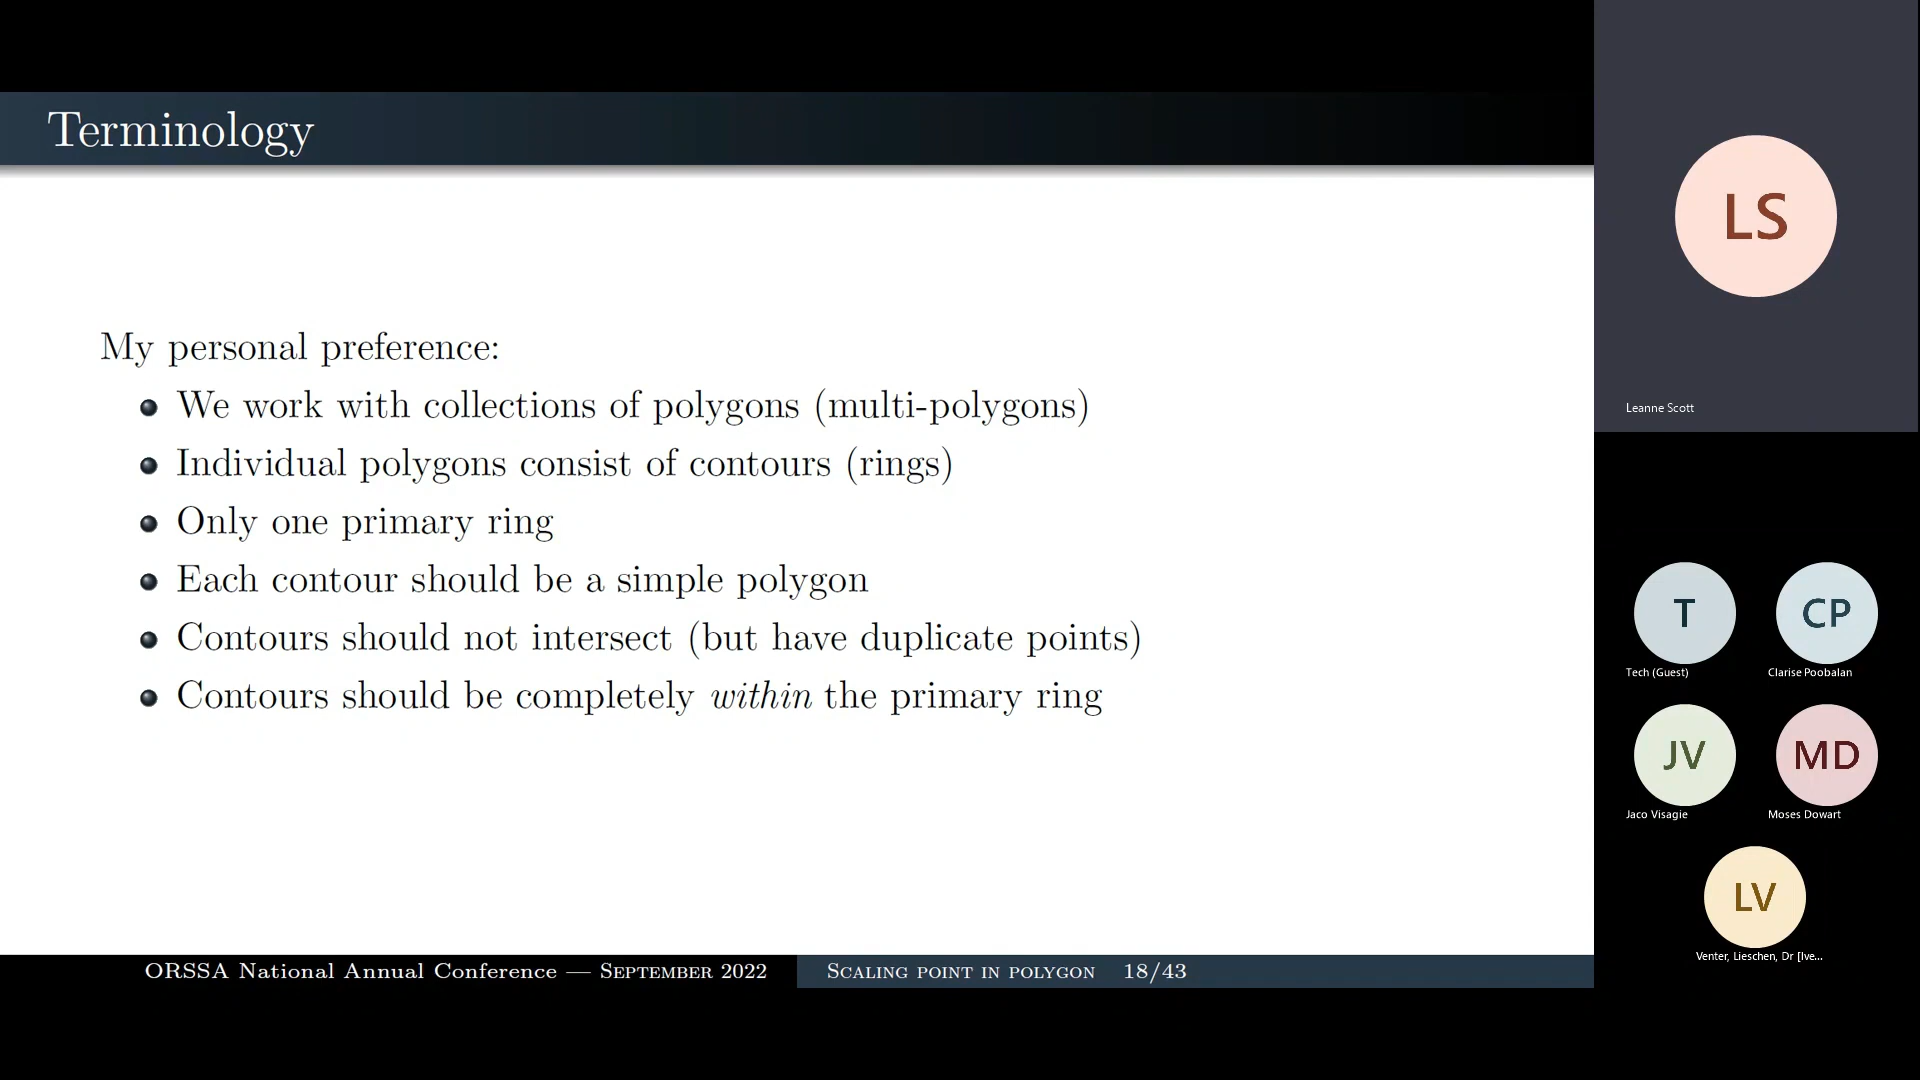 Terminology
My personal preference:
We work with collections of polygons (multi-polygons)
Individual polygons consist of contours (rings)
Only one primary ring
Each contour should be a simple polygon
Contours should not intersect (but have duplicate points)
Contours should be completely within the primary ring
ORSSA National Annual Conference — September 2022
Scaling point in polygon 18/43
LS
Leanne Scott
T
CP
Tech (Guest)
Clarise Poobalan
JV
MD
Jaco Visagie
Moses Dowart
LV
Venter, Lieschen, Dr [lve...